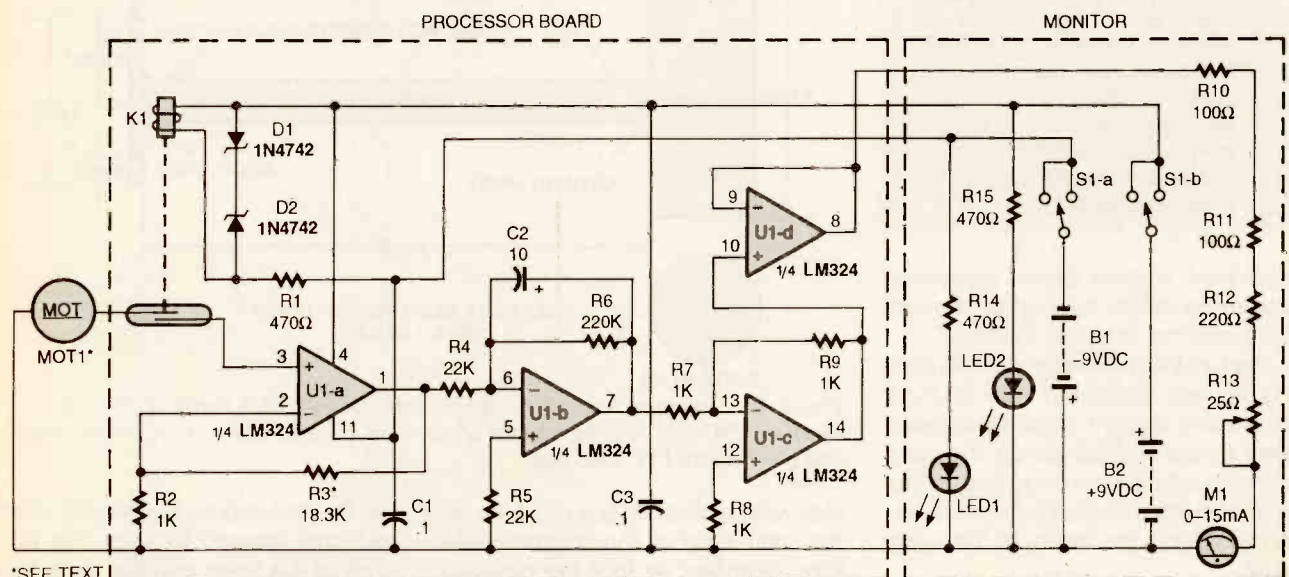 PROCESSOR BOARD
MONITOR
K1
D1
1N4742
D2
1N4742
R1
470Ω
MOT
MOT1*
3
+
4
U1-a
1
2
−
11
1/4 LM324
R2
1K
R3*
18.3K
C1
.1
R4
22K
C2
10
+
R6
220K
6
−
U1-b
7
5
+
1/4 LM324
R5
22K
C3
.1
R7
1K
9
−
U1-d
8
10
+
1/4 LM324
R9
1K
13
−
U1-c
14
12
+
1/4 LM324
R8
1K
R10
100Ω
R15
470Ω
S1-a
S1-b
R11
100Ω
R14
470Ω
B1
−9VDC
+
R12
220Ω
LED2
R13
25Ω
LED1
+
B2
+9VDC
M1
0–15mA
*SEE TEXT